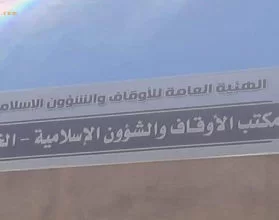 الهيئة العامة للأوقاف والشؤون الإسلامية
مكتب الأوقاف والشؤون الإسلامية -